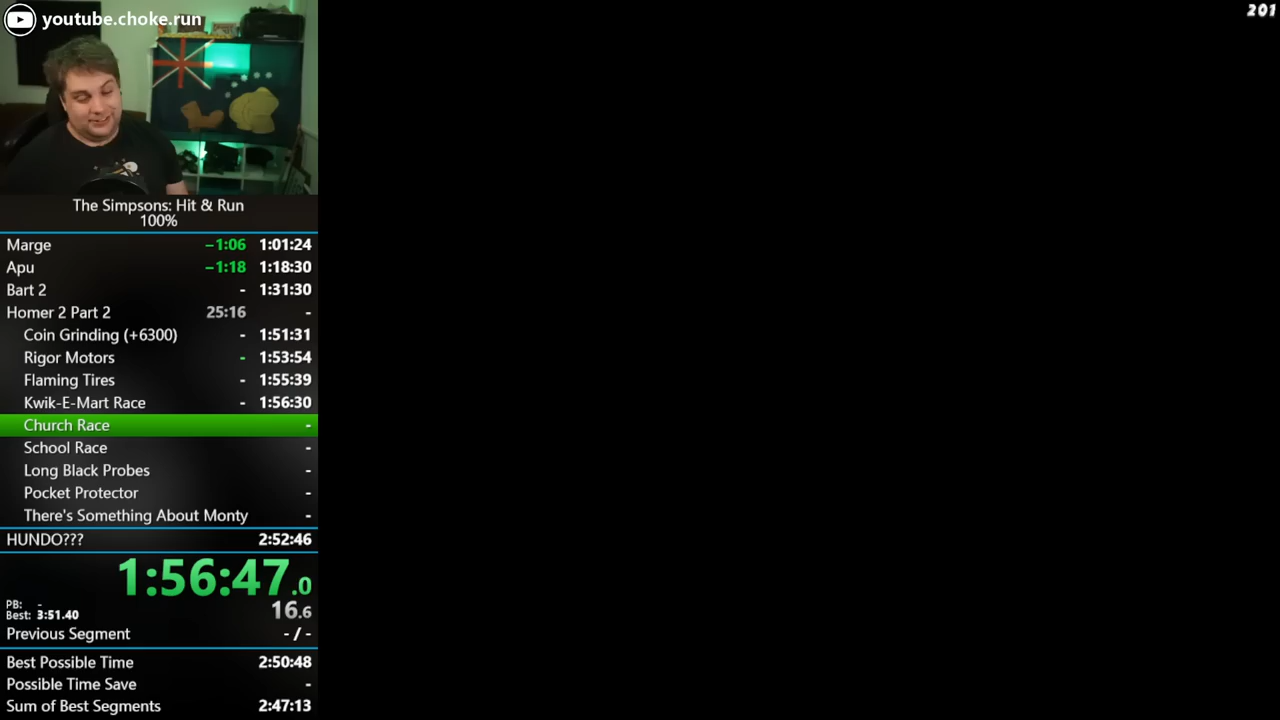 youtube.choke.run
201
The Simpsons: Hit & Run
100%
Marge −1:06 1:01:24
Apu −1:18 1:18:30
Bart 2 - 1:31:30
Homer 2 Part 2 25:16 -
Coin Grinding (+6300) - 1:51:31
Rigor Motors - 1:53:54
Flaming Tires - 1:55:39
Kwik-E-Mart Race - 1:56:30
Church Race -
School Race -
Long Black Probes -
Pocket Protector -
There's Something About Monty -
HUNDO??? 2:52:46
1:56:47.0
PB: -
Best: 3:51.40
16.6
Previous Segment - / -
Best Possible Time 2:50:48
Possible Time Save -
Sum of Best Segments 2:47:13